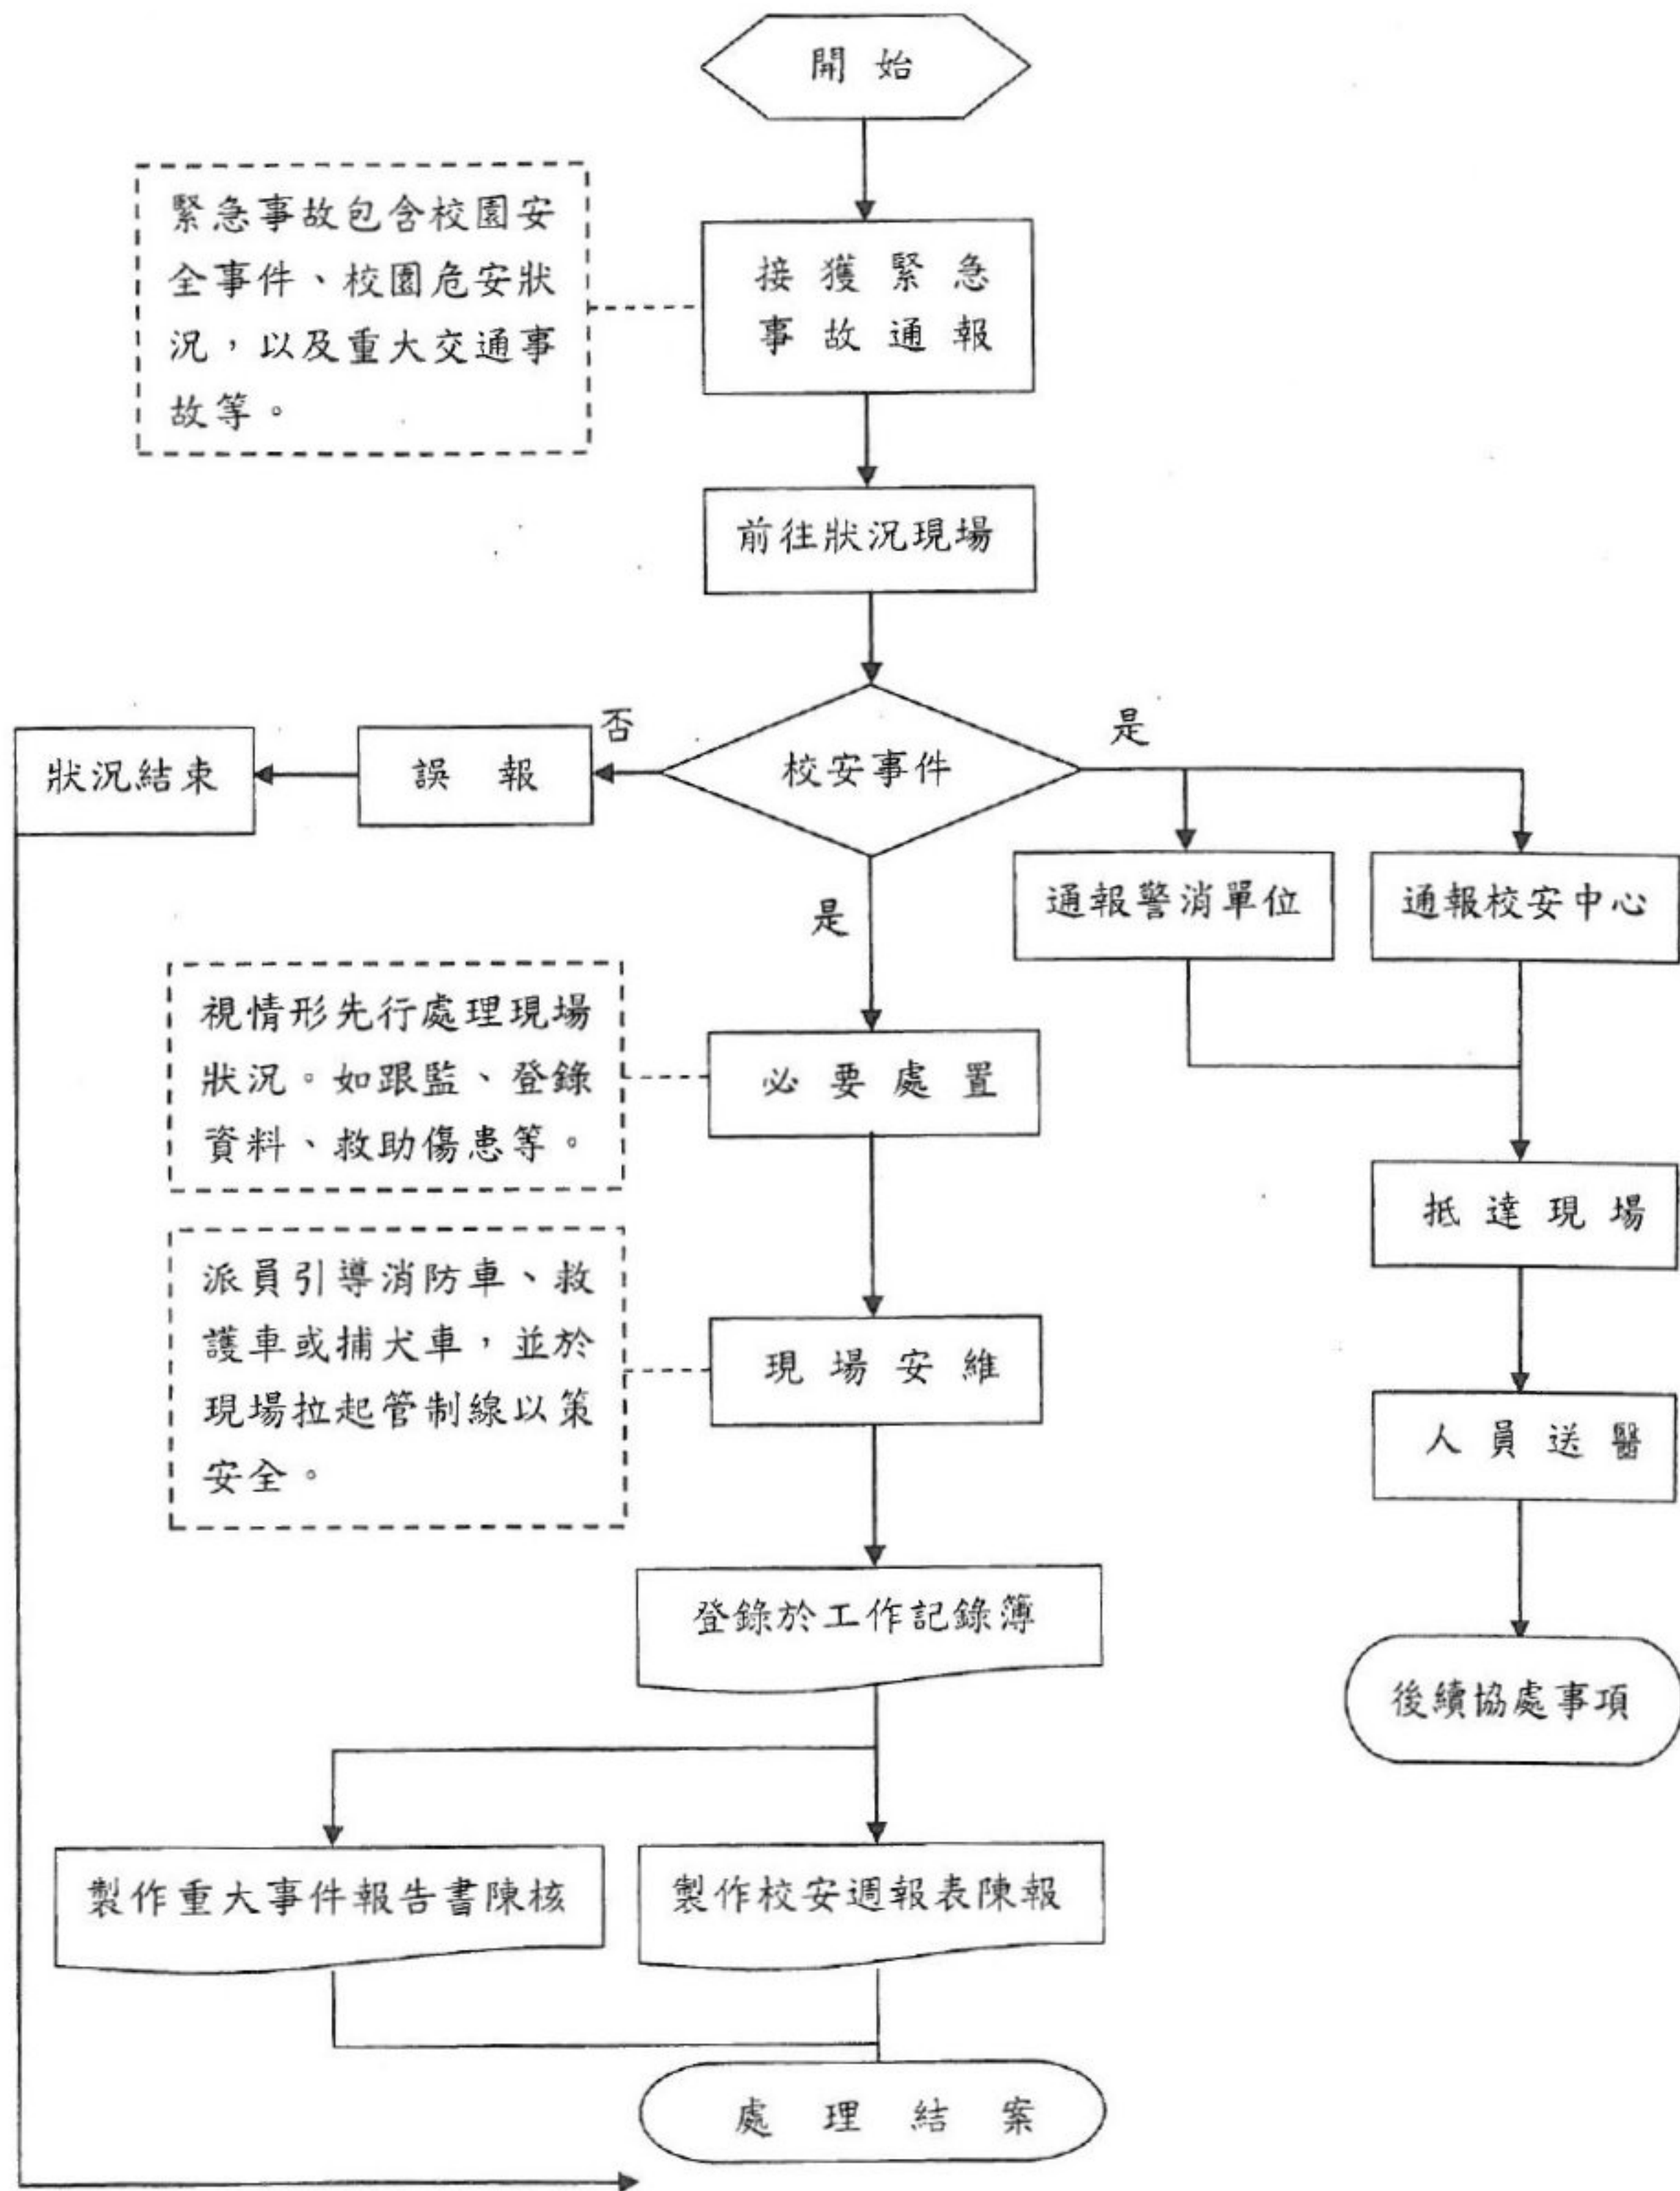 開始
緊急事故包含校園安
全事件、校園危安狀
況，以及重大交通事
故等。
接獲緊急
事故通報
前往狀況現場
校安事件
否
是
誤報
狀況結束
是
通報警消單位
通報校安中心
視情形先行處理現場
狀況。如跟監、登錄
資料、救助傷患等。
必要處置
抵達現場
派員引導消防車、救
護車或捕犬車，並於
現場拉起管制線以策
安全。
現場安維
人員送醫
登錄於工作記錄簿
後續協處事項
製作重大事件報告書陳核
製作校安週報表陳報
處理結案